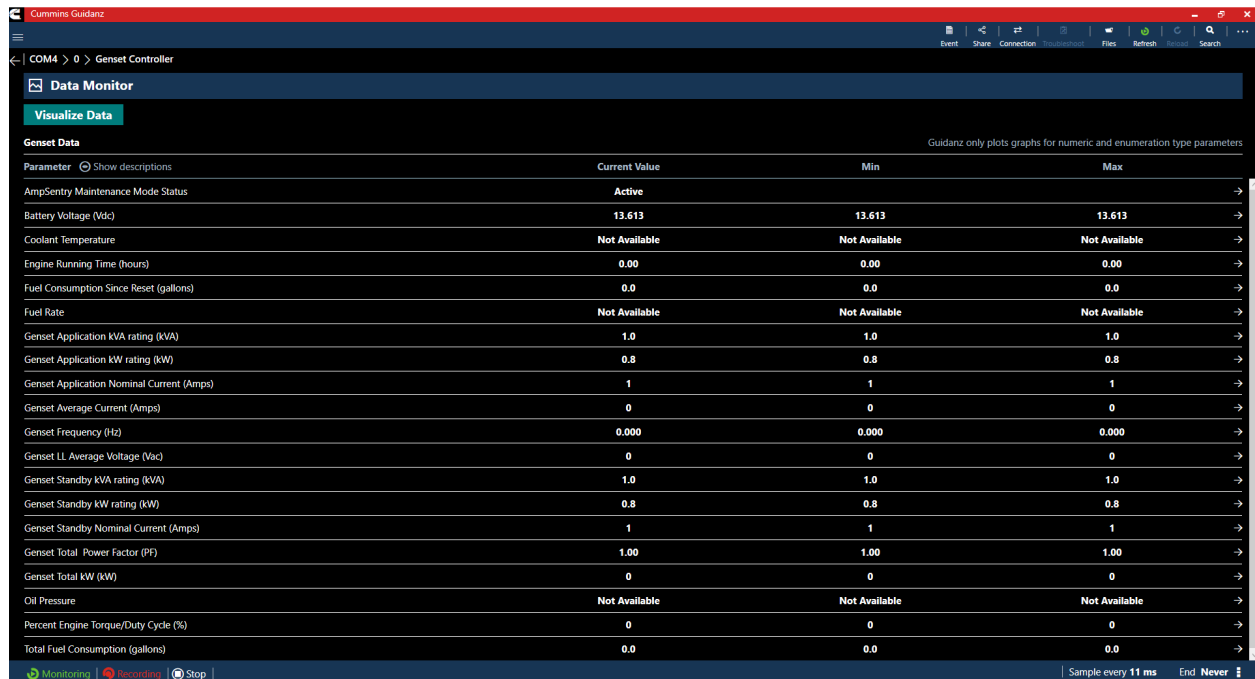 Cummins Guidanz
Event Share Connection Troubleshoot Files Refresh Reload Search
COM4 > 0 > Genset Controller
Data Monitor
Visualize Data
Genset Data Guidanz only plots graphs for numeric and enumeration type parameters
Parameter Show descriptions Current Value Min Max
AmpSentry Maintenance Mode Status Active
Battery Voltage (Vdc) 13.613 13.613 13.613
Coolant Temperature Not Available Not Available Not Available
Engine Running Time (hours) 0.00 0.00 0.00
Fuel Consumption Since Reset (gallons) 0.0 0.0 0.0
Fuel Rate Not Available Not Available Not Available
Genset Application kVA rating (kVA) 1.0 1.0 1.0
Genset Application kW rating (kW) 0.8 0.8 0.8
Genset Application Nominal Current (Amps) 1 1 1
Genset Average Current (Amps) 0 0 0
Genset Frequency (Hz) 0.000 0.000 0.000
Genset LL Average Voltage (Vac) 0 0 0
Genset Standby kVA rating (kVA) 1.0 1.0 1.0
Genset Standby kW rating (kW) 0.8 0.8 0.8
Genset Standby Nominal Current (Amps) 1 1 1
Genset Total Power Factor (PF) 1.00 1.00 1.00
Genset Total kW (kW) 0 0 0
Oil Pressure Not Available Not Available Not Available
Percent Engine Torque/Duty Cycle (%) 0 0 0
Total Fuel Consumption (gallons) 0.0 0.0 0.0
Monitoring Recording Stop Sample every 11 ms End Never